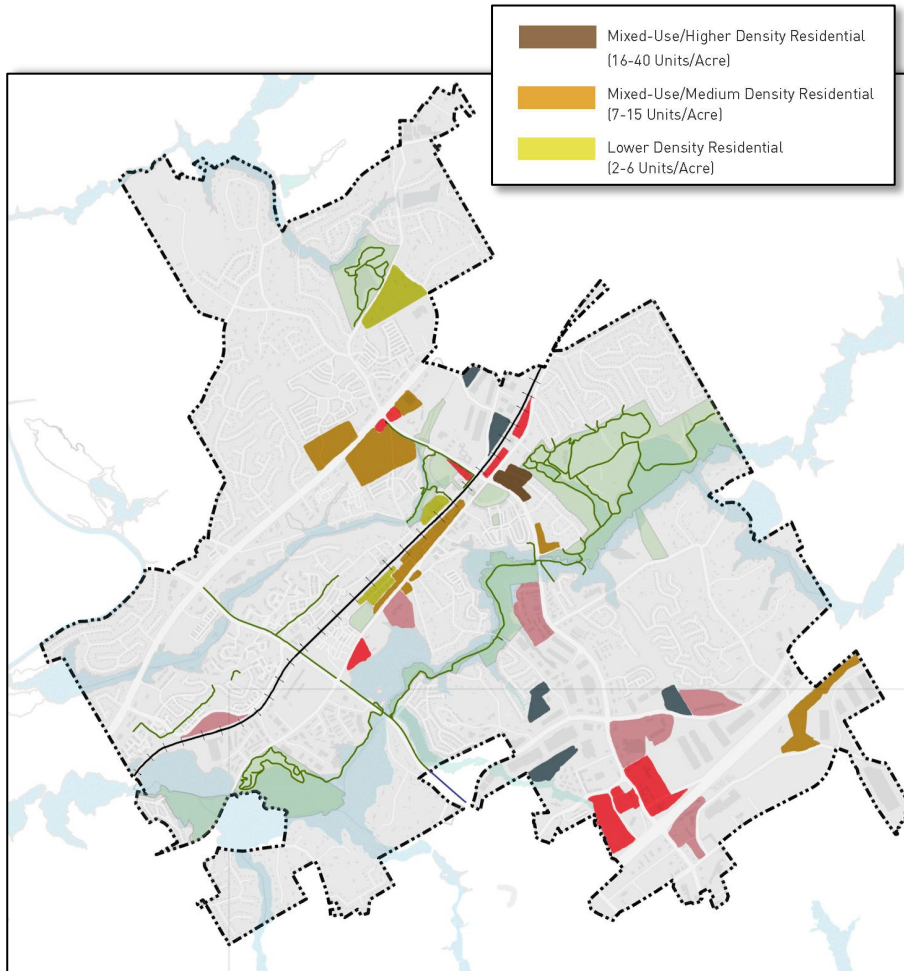 Mixed-Use/Higher Density Residential
(16-40 Units/Acre)
Mixed-Use/Medium Density Residential
(7-15 Units/Acre)
Lower Density Residential
(2-6 Units/Acre)